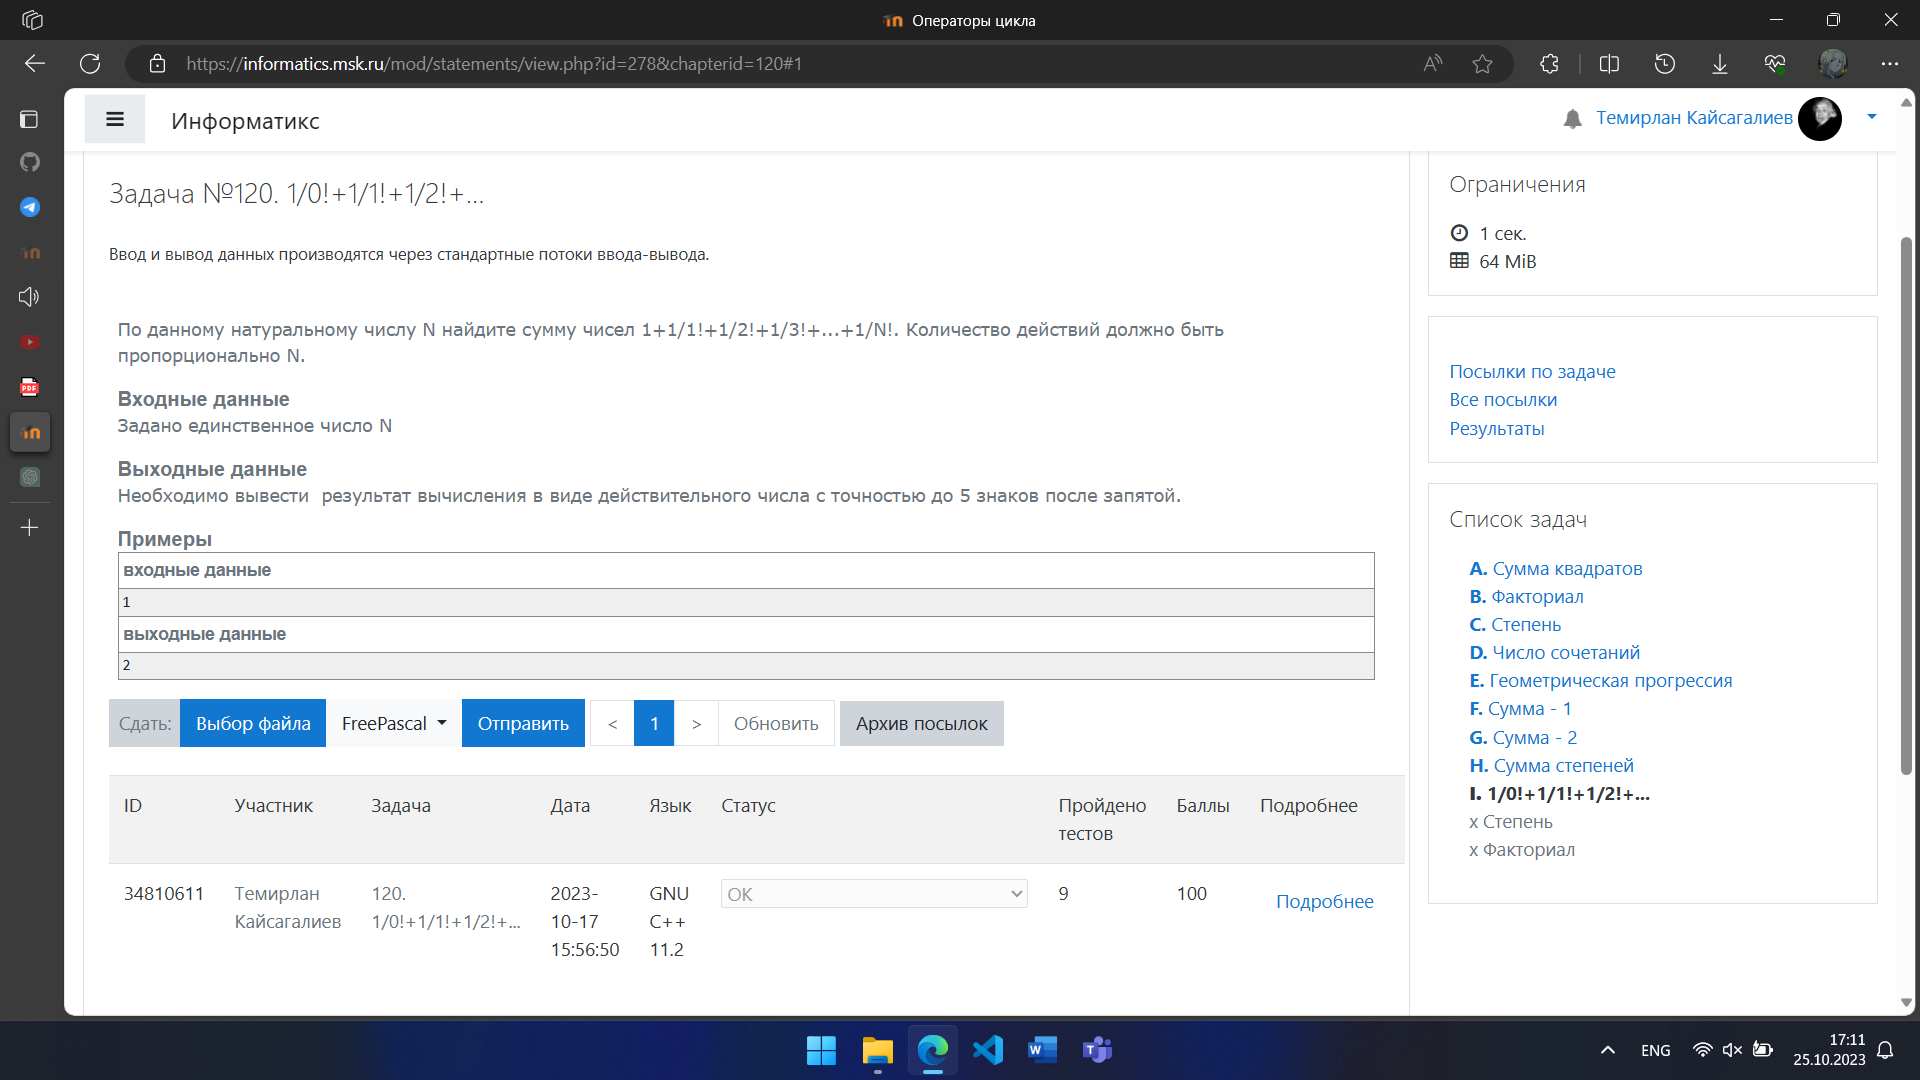 Операторы цикла
https://informatics.msk.ru/mod/statements/view.php?id=278&chapterid=120#1
Информатикс
Темирлан Кайсагалиев
Задача №120. 1/0!+1/1!+1/2!+...
Ввод и вывод данных производятся через стандартные потоки ввода-вывода.
По данному натуральному числу N найдите сумму чисел 1+1/1!+1/2!+1/3!+...+1/N!. Количество действий должно быть
пропорционально N.
Входные данные
Задано единственное число N
Выходные данные
Необходимо вывести  результат вычисления в виде действительного числа с точностью до 5 знаков после запятой.
Примеры
входные данные
1
выходные данные
2
Сдать: Выбор файла FreePascal Отправить < 1 > Обновить Архив посылок
ID Участник Задача Дата Язык Статус Пройдено тестов Баллы Подробнее
34810611 Темирлан Кайсагалиев 120. 1/0!+1/1!+1/2!+... 2023-10-17 15:56:50 GNU C++ 11.2 OK 9 100 Подробнее
Ограничения
1 сек.
64 MiB
Посылки по задаче
Все посылки
Результаты
Список задач
A. Сумма квадратов
B. Факториал
C. Степень
D. Число сочетаний
E. Геометрическая прогрессия
F. Сумма - 1
G. Сумма - 2
H. Сумма степеней
I. 1/0!+1/1!+1/2!+...
x Степень
x Факториал
PDF
ENG
17:11
25.10.2023